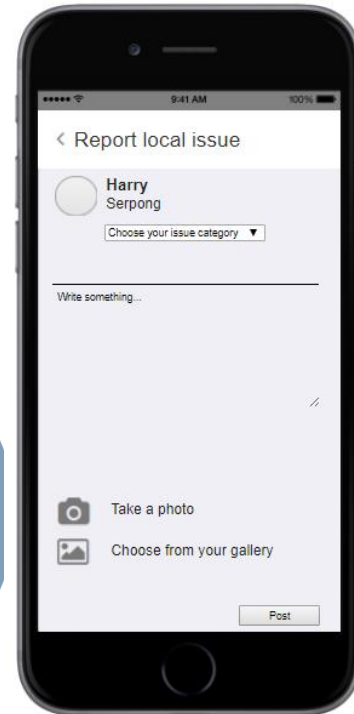 9:41 AM
100%
< Report local issue
Harry
Serpong
Choose your issue category ▼
Write something...
Take a photo
Choose from your gallery
Post